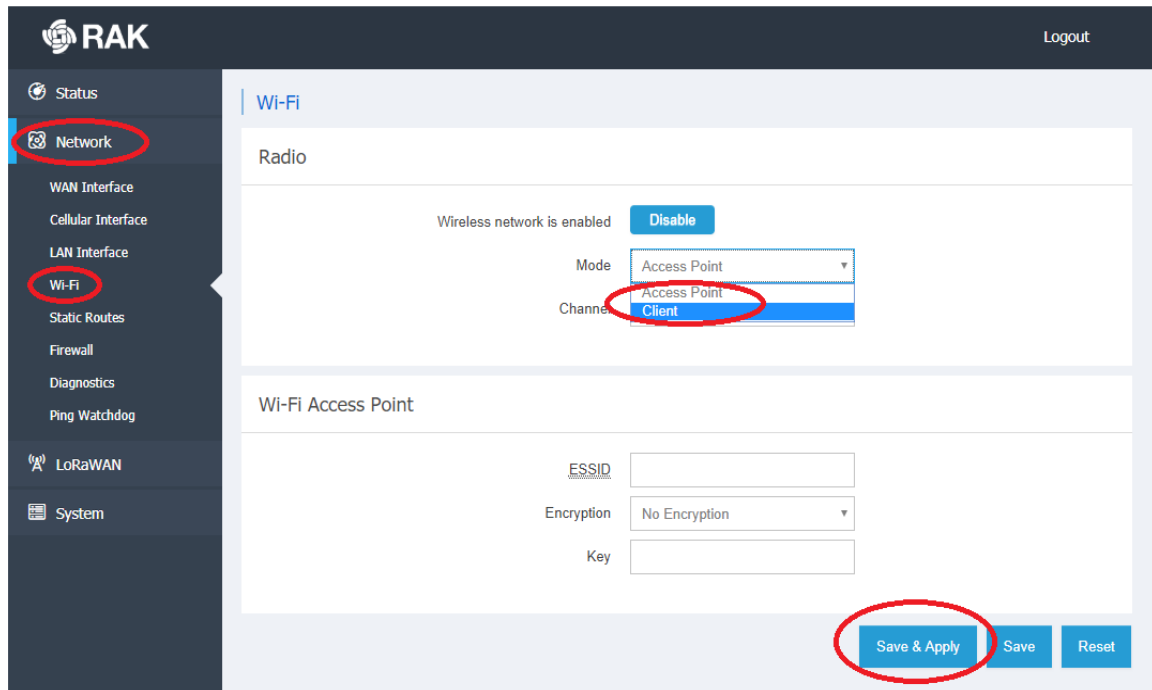 RAK
Logout
Status
Network
WAN Interface
Cellular Interface
LAN Interface
Wi-Fi
Static Routes
Firewall
Diagnostics
Ping Watchdog
LoRaWAN
System
Wi-Fi
Radio
Wireless network is enabled Disable
Mode Access Point
Access Point
Channel Client
Wi-Fi Access Point
ESSID
Encryption No Encryption
Key
Save & Apply Save Reset